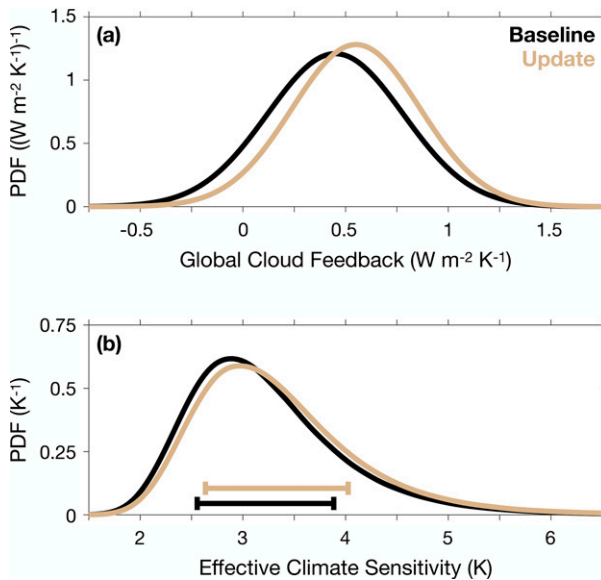 (a)
Baseline
Update
PDF ((W m⁻² K⁻¹)⁻¹)
1.5
1
0.5
0
-0.5 0 0.5 1 1.5
Global Cloud Feedback (W m⁻² K⁻¹)
(b)
PDF (K⁻¹)
0.75
0.5
0.25
0
2 3 4 5 6
Effective Climate Sensitivity (K)